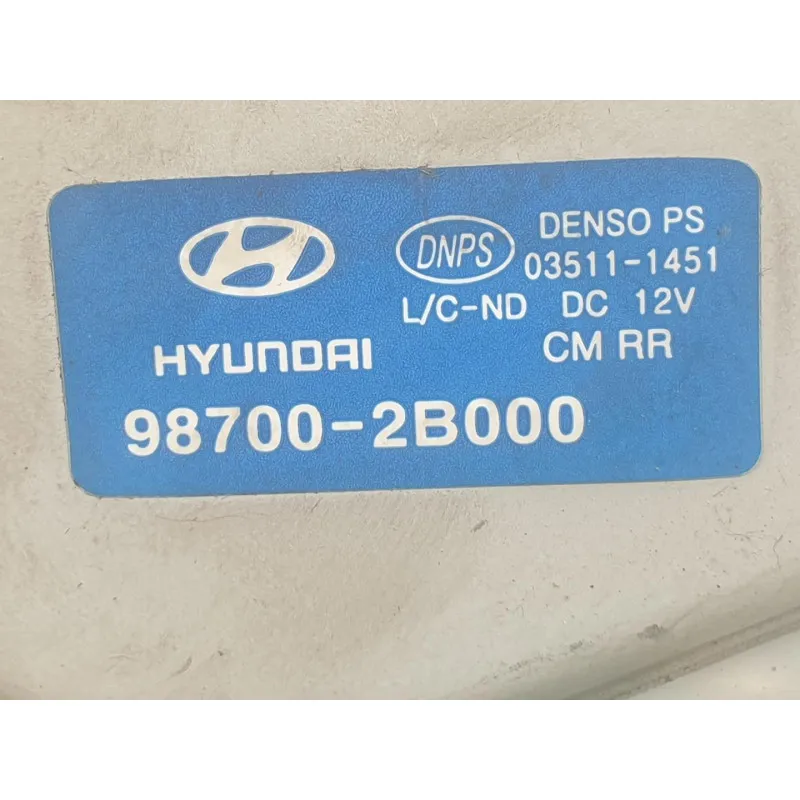 DNPS DENSO PS
03511-1451
L/C-ND DC 12V
HYUNDAI CM RR
98700-2B000